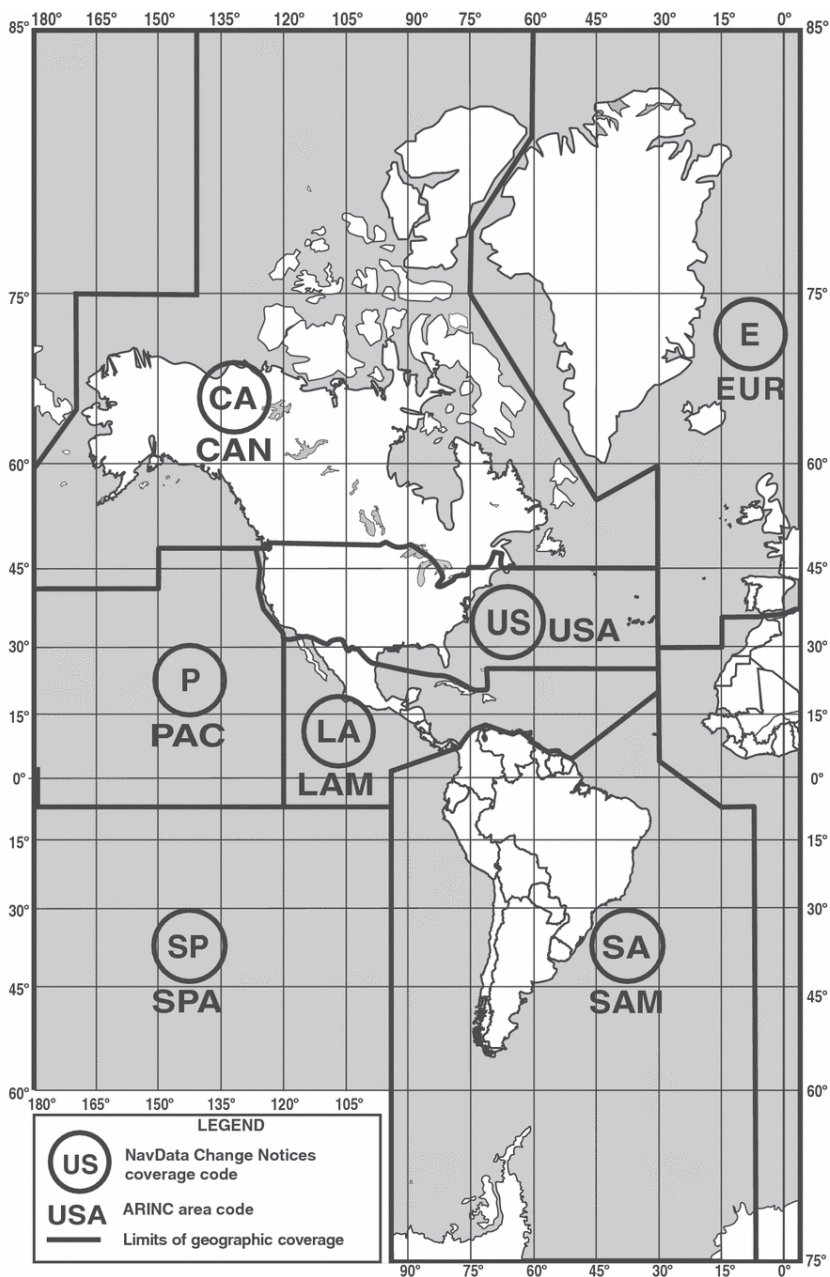 180° 165° 150° 135° 120° 105° 90° 75° 60° 45° 30° 15° 0°
85° 85°
75° 75°
E
EUR
CA
CAN
60° 60°
45° 45°
US USA
30° 30°
P
PAC
15° 15°
LA
LAM
0° 0°
15° 15°
30° 30°
SP
SPA
SA
SAM
45° 45°
60° 60°
180° 165° 150° 135° 120° 105°
LEGEND
US
NavData Change Notices
coverage code
USA ARINC area code
Limits of geographic coverage
75°
90° 75° 60° 45° 30° 15° 0°